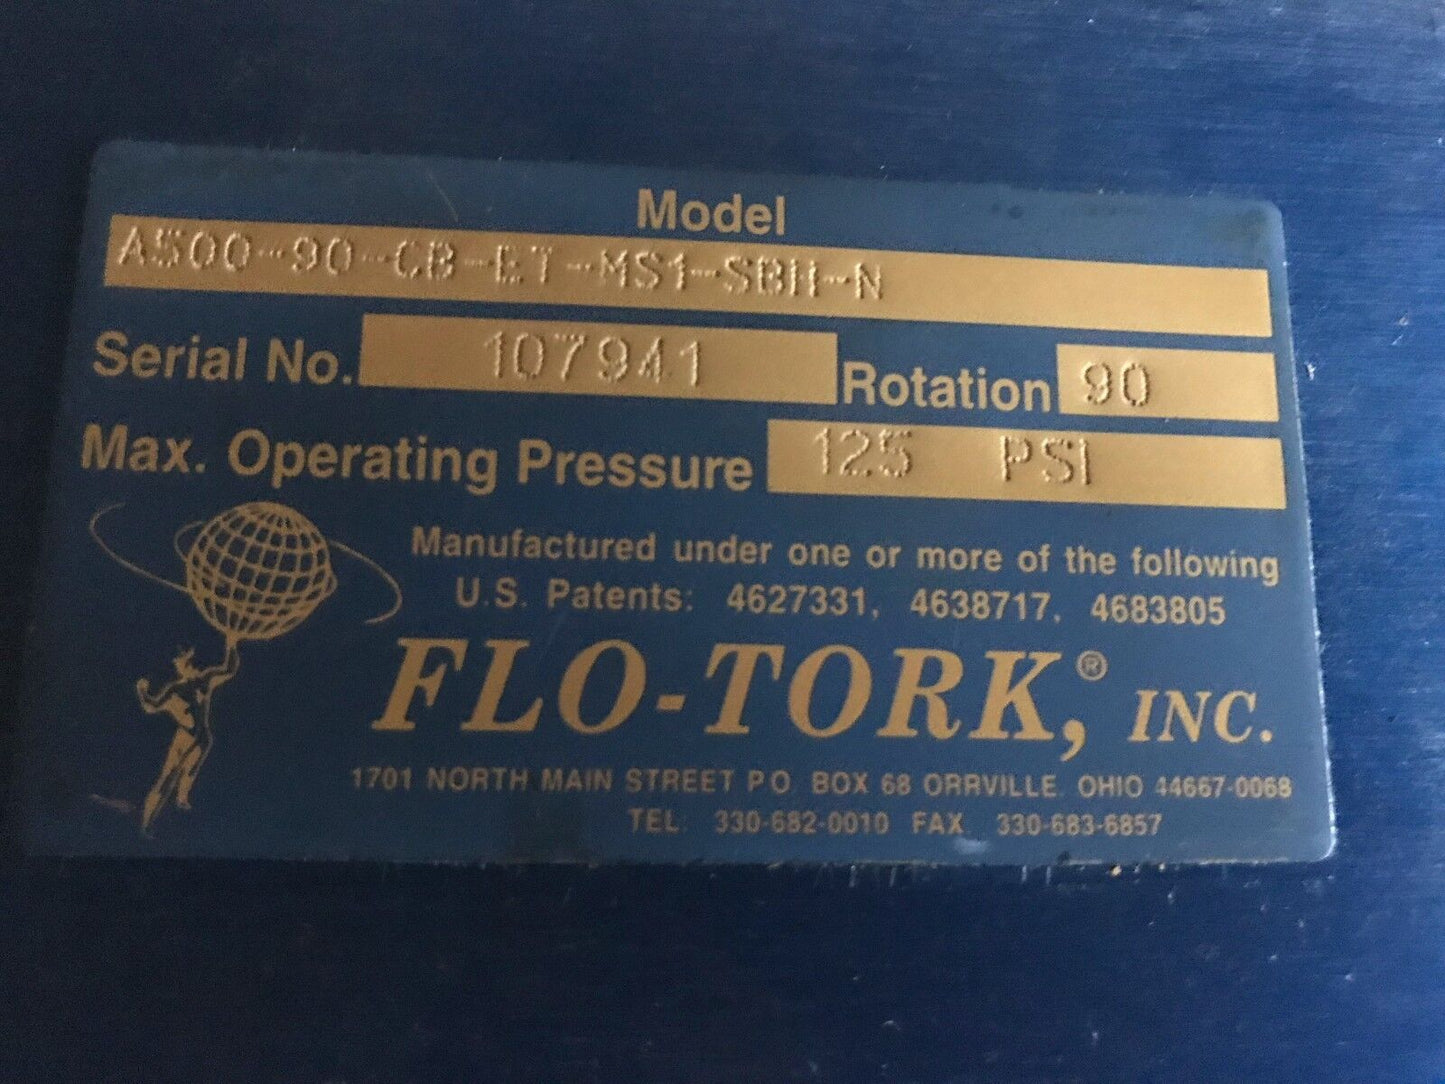 Model
A500-90-CB-ET-MS1-SBH-N
Serial No. 107941 Rotation 90
Max. Operating Pressure 125 PSI
Manufactured under one or more of the following
U.S. Patents: 4627331, 4638717, 4683805
FLO-TORK,® INC.
1701 NORTH MAIN STREET P.O. BOX 68 ORRVILLE, OHIO 44667-0068
TEL: 330-682-0010 FAX 330-683-6857